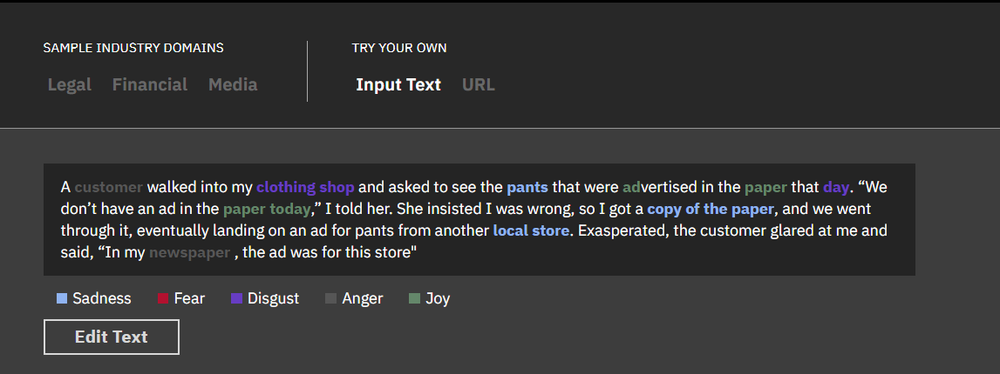 SAMPLE INDUSTRY DOMAINS
TRY YOUR OWN
Legal Financial Media
Input Text URL
A customer walked into my clothing shop and asked to see the pants that were advertised in the paper that day. “We
don’t have an ad in the paper today,” I told her. She insisted I was wrong, so I got a copy of the paper, and we went
through it, eventually landing on an ad for pants from another local store. Exasperated, the customer glared at me and
said, “In my newspaper , the ad was for this store"
Sadness Fear Disgust Anger Joy
Edit Text